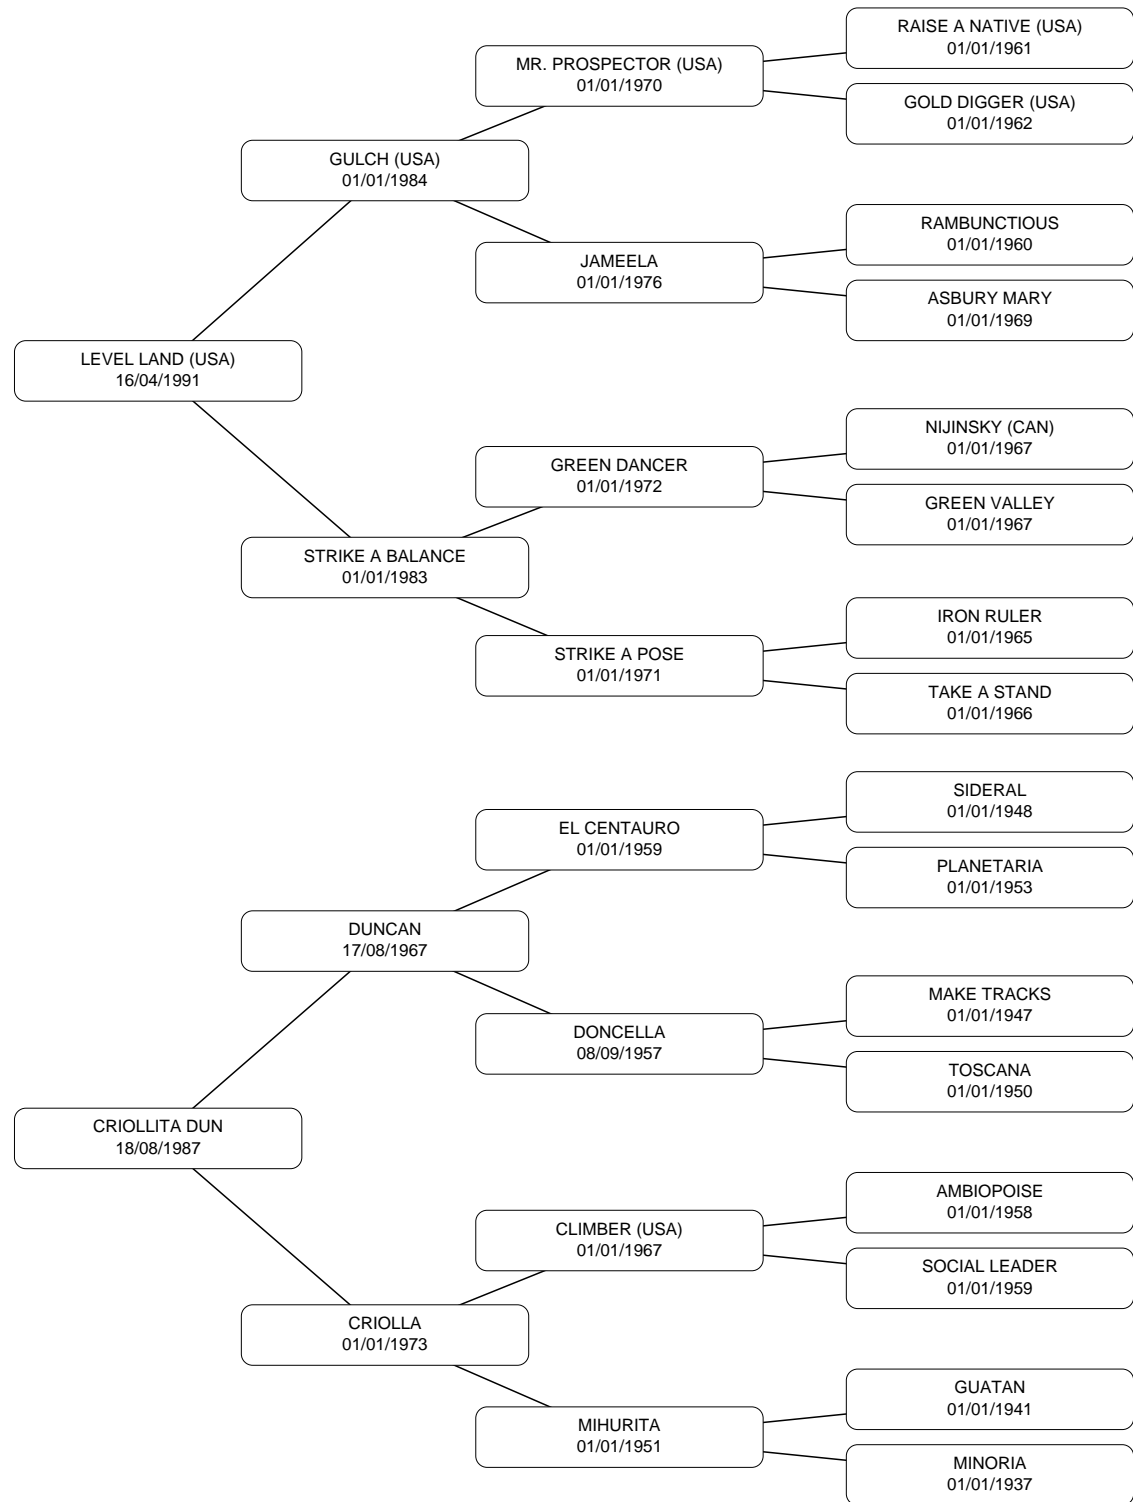 RAISE A NATIVE (USA)
01/01/1961
MR. PROSPECTOR (USA)
01/01/1970
GOLD DIGGER (USA)
01/01/1962
GULCH (USA)
01/01/1984
RAMBUNCTIOUS
01/01/1960
JAMEELA
01/01/1976
ASBURY MARY
01/01/1969
LEVEL LAND (USA)
16/04/1991
NIJINSKY (CAN)
01/01/1967
GREEN DANCER
01/01/1972
GREEN VALLEY
01/01/1967
STRIKE A BALANCE
01/01/1983
IRON RULER
01/01/1965
STRIKE A POSE
01/01/1971
TAKE A STAND
01/01/1966
SIDERAL
01/01/1948
EL CENTAURO
01/01/1959
PLANETARIA
01/01/1953
DUNCAN
17/08/1967
MAKE TRACKS
01/01/1947
DONCELLA
08/09/1957
TOSCANA
01/01/1950
CRIOLLITA DUN
18/08/1987
AMBIOPOISE
01/01/1958
CLIMBER (USA)
01/01/1967
SOCIAL LEADER
01/01/1959
CRIOLLA
01/01/1973
GUATAN
01/01/1941
MIHURITA
01/01/1951
MINORIA
01/01/1937